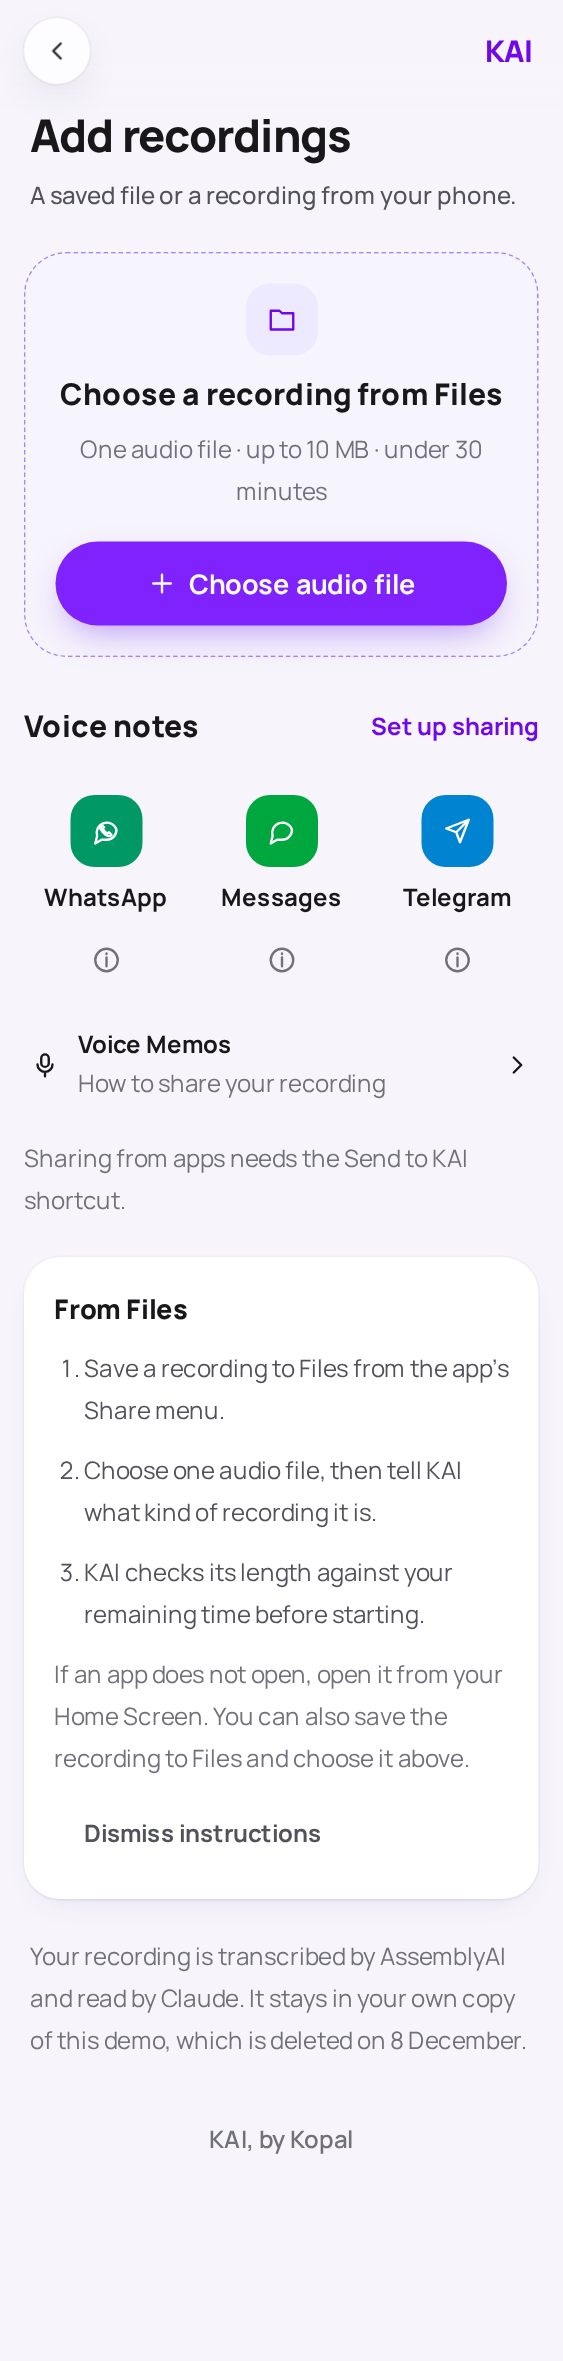 KAI
Add recordings
A saved file or a recording from your phone.
Choose a recording from Files
One audio file · up to 10 MB · under 30
minutes
Choose audio file
Voice notes
Set up sharing
WhatsApp
Messages
Telegram
Voice Memos
How to share your recording
Sharing from apps needs the Send to KAI
shortcut.
From Files
1. Save a recording to Files from the app’s
Share menu.
2. Choose one audio file, then tell KAI
what kind of recording it is.
3. KAI checks its length against your
remaining time before starting.
If an app does not open, open it from your
Home Screen. You can also save the
recording to Files and choose it above.
Dismiss instructions
Your recording is transcribed by AssemblyAI
and read by Claude. It stays in your own copy
of this demo, which is deleted on 8 December.
KAI, by Kopal